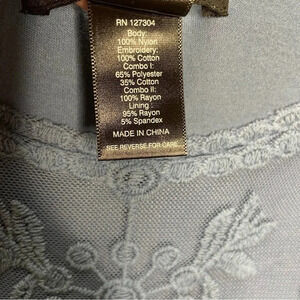 RN 127304
Body:
100% Nylon
Embroidery:
100% Cotton
Combo I:
65% Polyester
35% Cotton
Combo II:
100% Rayon
Lining :
95% Rayon
5% Spandex
MADE IN CHINA
SEE REVERSE FOR CARE